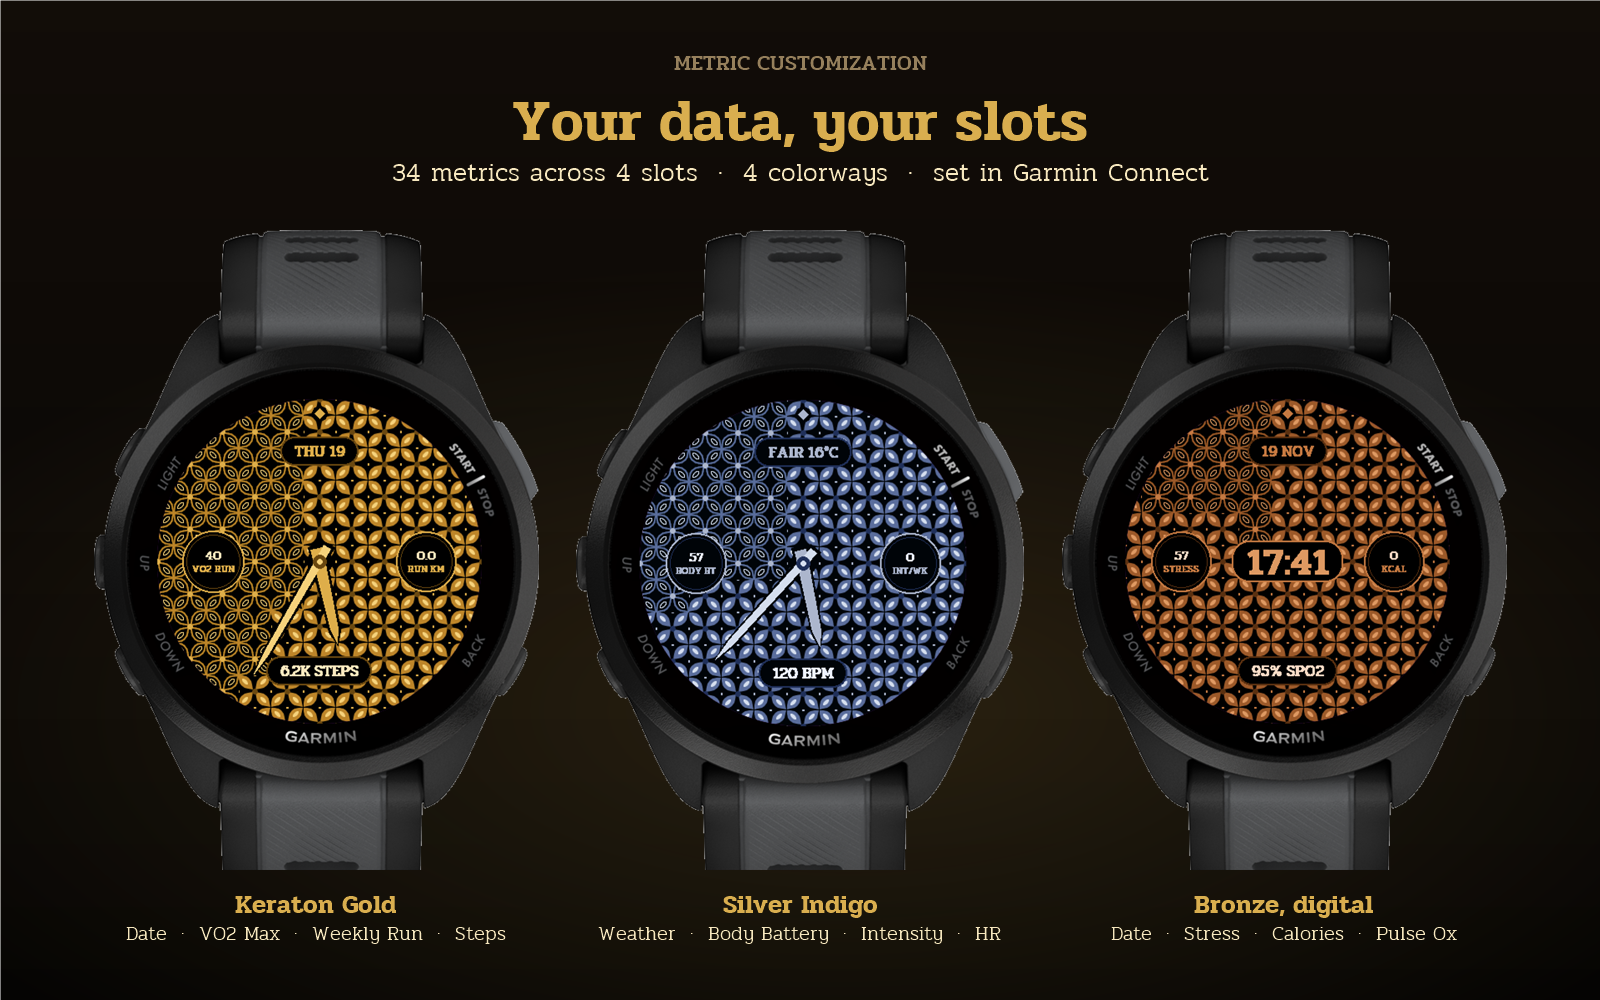 METRIC CUSTOMIZATION
Your data, your slots
34 metrics across 4 slots · 4 colorways · set in Garmin Connect
THU 19
LIGHT
START
STOP
UP
40
VO2 RUN
0.0
RUN KM
DOWN
BACK
6.2K STEPS
GARMIN
FAIR 16°C
LIGHT
START
STOP
UP
57
BODY BT
0
INT/WK
DOWN
BACK
120 BPM
GARMIN
19 NOV
LIGHT
START
STOP
UP
57
STRESS
17:41
0
KCAL
DOWN
BACK
95% SPO2
GARMIN
Keraton Gold
Date · VO2 Max · Weekly Run · Steps
Silver Indigo
Weather · Body Battery · Intensity · HR
Bronze, digital
Date · Stress · Calories · Pulse Ox